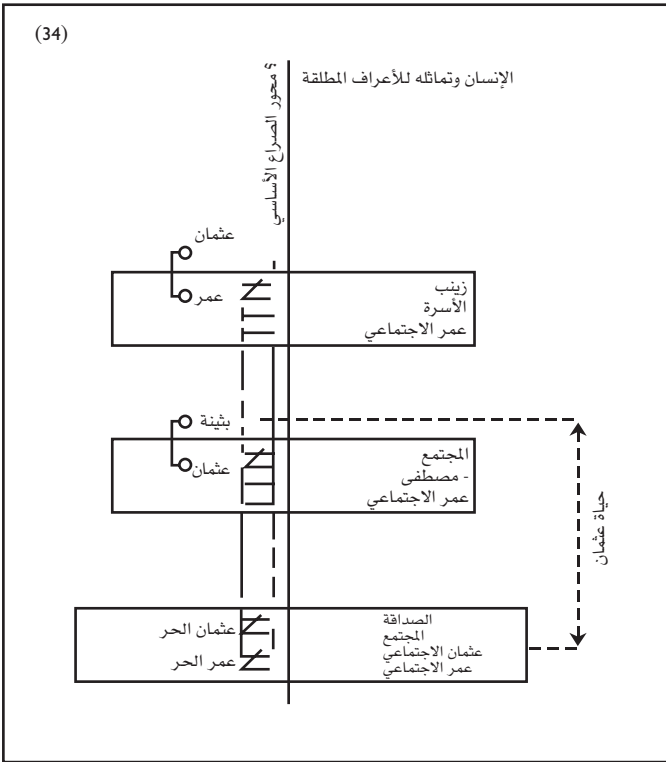 (34)
الإنسان وتماثله للأعراف المطلقة
؟ محور الصراع الأساسي
عثمان
عمر
زينب
الأسرة
عمر الاجتماعي
بثينة
عثمان
المجتمع
- مصطفى
عمر الاجتماعي
حياة عثمان
عثمان الحر
عمر الحر
الصداقة
المجتمع
عثمان الاجتماعي
عمر الاجتماعي